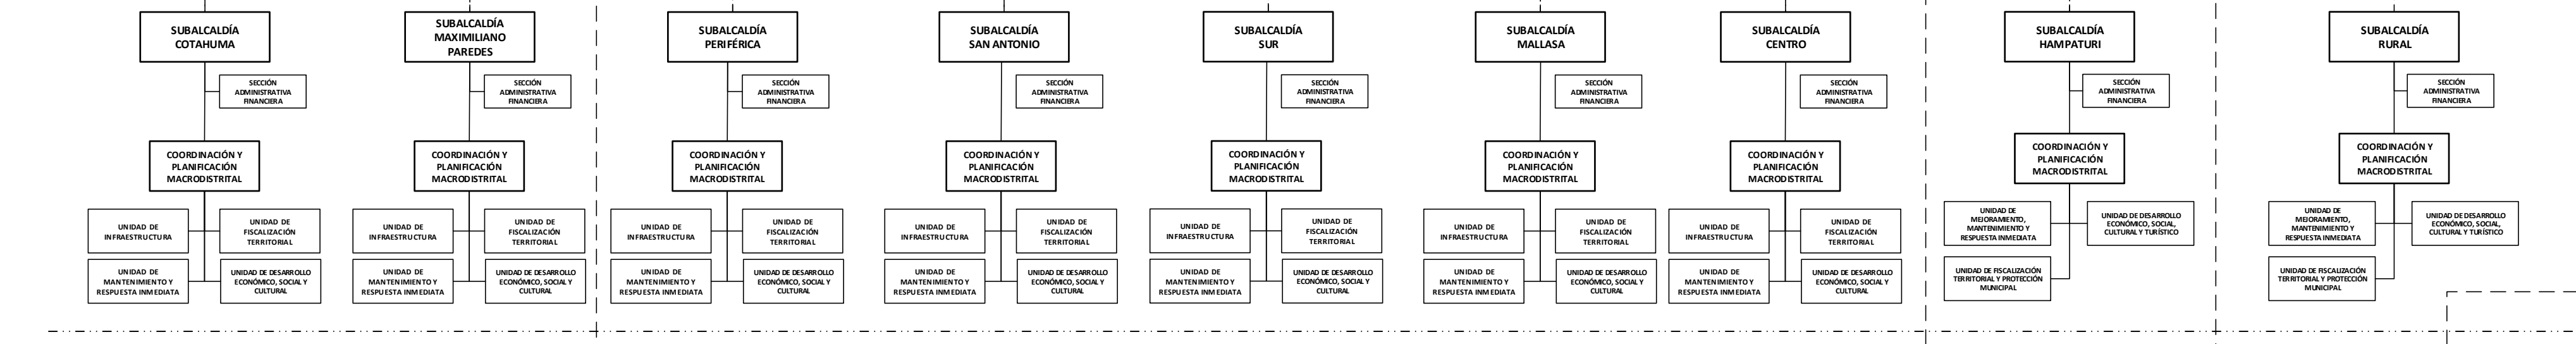 SUBALCALDÍA
COTAHUMA
SECCIÓN
ADMINISTRATIVA
FINANCIERA
COORDINACIÓN Y
PLANIFICACIÓN
MACRODISTRITAL
UNIDAD DE
INFRAESTRUCTURA
UNIDAD DE
FISCALIZACIÓN
TERRITORIAL
UNIDAD DE
MANTENIMIENTO Y
RESPUESTA INMEDIATA
UNIDAD DE DESARROLLO
ECONÓMICO, SOCIAL Y
CULTURAL
SUBALCALDÍA
MAXIMILIANO
PAREDES
SECCIÓN
ADMINISTRATIVA
FINANCIERA
COORDINACIÓN Y
PLANIFICACIÓN
MACRODISTRITAL
UNIDAD DE
INFRAESTRUCTURA
UNIDAD DE
FISCALIZACIÓN
TERRITORIAL
UNIDAD DE
MANTENIMIENTO Y
RESPUESTA INMEDIATA
UNIDAD DE DESARROLLO
ECONÓMICO, SOCIAL Y
CULTURAL
SUBALCALDÍA
PERIFÉRICA
SECCIÓN
ADMINISTRATIVA
FINANCIERA
COORDINACIÓN Y
PLANIFICACIÓN
MACRODISTRITAL
UNIDAD DE
INFRAESTRUCTURA
UNIDAD DE
FISCALIZACIÓN
TERRITORIAL
UNIDAD DE
MANTENIMIENTO Y
RESPUESTA INMEDIATA
UNIDAD DE DESARROLLO
ECONÓMICO, SOCIAL Y
CULTURAL
SUBALCALDÍA
SAN ANTONIO
SECCIÓN
ADMINISTRATIVA
FINANCIERA
COORDINACIÓN Y
PLANIFICACIÓN
MACRODISTRITAL
UNIDAD DE
INFRAESTRUCTURA
UNIDAD DE
FISCALIZACIÓN
TERRITORIAL
UNIDAD DE
MANTENIMIENTO Y
RESPUESTA INMEDIATA
UNIDAD DE DESARROLLO
ECONÓMICO, SOCIAL Y
CULTURAL
SUBALCALDÍA
SUR
SECCIÓN
ADMINISTRATIVA
FINANCIERA
COORDINACIÓN Y
PLANIFICACIÓN
MACRODISTRITAL
UNIDAD DE
INFRAESTRUCTURA
UNIDAD DE
FISCALIZACIÓN
TERRITORIAL
UNIDAD DE
MANTENIMIENTO Y
RESPUESTA INMEDIATA
UNIDAD DE DESARROLLO
ECONÓMICO, SOCIAL Y
CULTURAL
SUBALCALDÍA
MALLASA
SECCIÓN
ADMINISTRATIVA
FINANCIERA
COORDINACIÓN Y
PLANIFICACIÓN
MACRODISTRITAL
UNIDAD DE
INFRAESTRUCTURA
UNIDAD DE
FISCALIZACIÓN
TERRITORIAL
UNIDAD DE
MANTENIMIENTO Y
RESPUESTA INMEDIATA
UNIDAD DE DESARROLLO
ECONÓMICO, SOCIAL Y
CULTURAL
SUBALCALDÍA
CENTRO
SECCIÓN
ADMINISTRATIVA
FINANCIERA
COORDINACIÓN Y
PLANIFICACIÓN
MACRODISTRITAL
UNIDAD DE
INFRAESTRUCTURA
UNIDAD DE
FISCALIZACIÓN
TERRITORIAL
UNIDAD DE
MANTENIMIENTO Y
RESPUESTA INMEDIATA
UNIDAD DE DESARROLLO
ECONÓMICO, SOCIAL Y
CULTURAL
SUBALCALDÍA
HAMPATURI
SECCIÓN
ADMINISTRATIVA
FINANCIERA
COORDINACIÓN Y
PLANIFICACIÓN
MACRODISTRITAL
UNIDAD DE
MEJORAMIENTO,
MANTENIMIENTO Y
RESPUESTA INMEDIATA
UNIDAD DE DESARROLLO
ECONÓMICO, SOCIAL,
CULTURAL Y TURÍSTICO
UNIDAD DE FISCALIZACIÓN
TERRITORIAL Y PROTECCIÓN
MUNICIPAL
SUBALCALDÍA
RURAL
SECCIÓN
ADMINISTRATIVA
FINANCIERA
COORDINACIÓN Y
PLANIFICACIÓN
MACRODISTRITAL
UNIDAD DE
MEJORAMIENTO,
MANTENIMIENTO Y
RESPUESTA INMEDIATA
UNIDAD DE DESARROLLO
ECONÓMICO, SOCIAL,
CULTURAL Y TURÍSTICO
UNIDAD DE FISCALIZACIÓN
TERRITORIAL Y PROTECCIÓN
MUNICIPAL